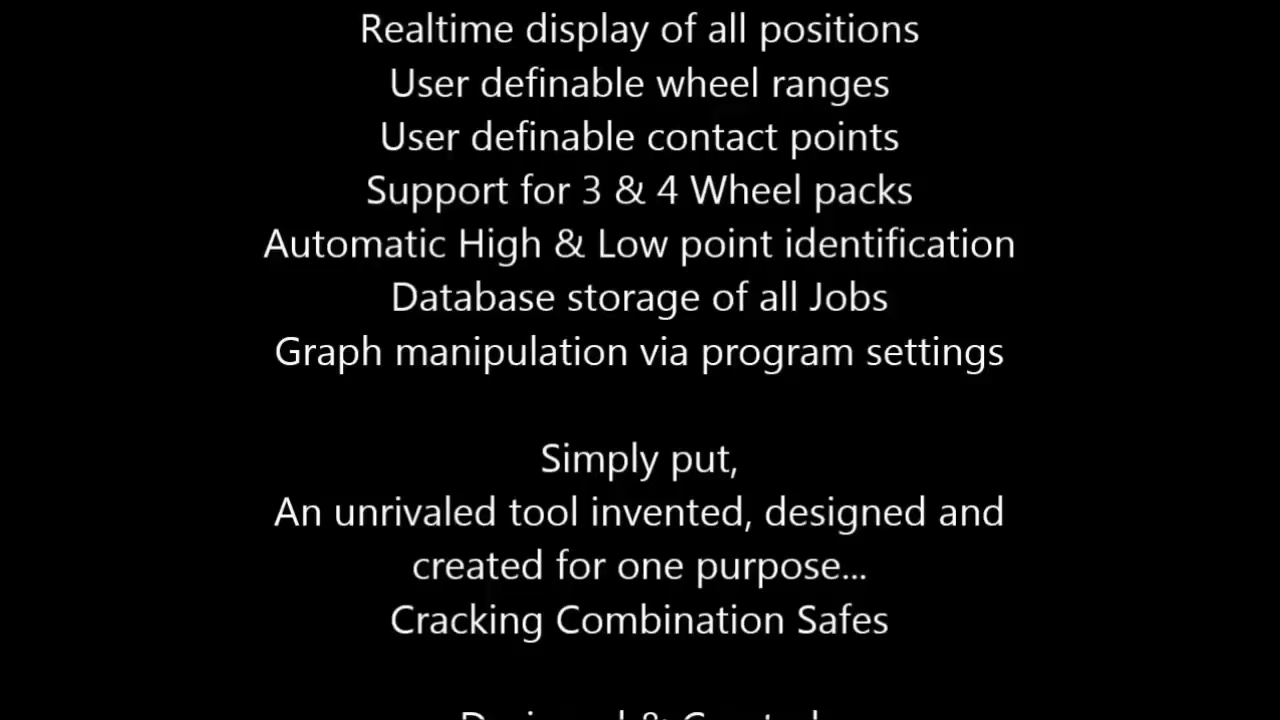 Realtime display of all positions
User definable wheel ranges
User definable contact points
Support for 3 & 4 Wheel packs
Automatic High & Low point identification
Database storage of all Jobs
Graph manipulation via program settings
Simply put,
An unrivaled tool invented, designed and
created for one purpose...
Cracking Combination Safes